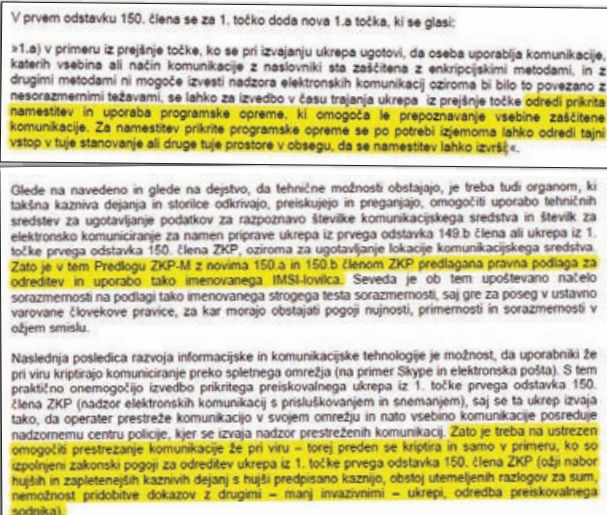 V prvem odstavku 150. člena se za 1. točko doda nova 1.a točka, ki se glasi:
»1.a) v primeru iz prejšnje točke, ko se pri izvajanju ukrepa ugotovi, da oseba uporablja komunikacije,
katerih vsebina ali način komunikacije z naslovniki sta zaščitena z enkripcijskimi metodami, in z
drugimi metodami ni mogoče izvesti nadzora elektronskih komunikacij oziroma bi bilo to povezano z
nesorazmernimi težavami, se lahko za izvedbo v času trajanja ukrepa iz prejšnje točke odredi prikrita
namestitev in uporaba programske opreme, ki omogoča le prepoznavanje vsebine zaščitene
komunikacije. Za namestitev prikrite programske opreme se po potrebi izjemoma lahko odredi tajni
vstop v tuje stanovanje ali druge tuje prostore v obsegu, da se namestitev lahko izvrši;«.
Glede na navedeno in glede na dejstvo, da tehnične možnosti obstajajo, je treba tudi organom, ki
takšna kazniva dejanja in storilce odkrivajo, preiskujejo in preganjajo, omogočiti uporabo tehničnih
sredstev za ugotavljanje podatkov za razpoznavo številke komunikacijskega sredstva in številk za
elektronsko komuniciranje za namen priprave ukrepa iz prvega odstavka 149.b člena ali ukrepa iz 1.
točke prvega odstavka 150. člena ZKP, oziroma za ugotavljanje lokacije komunikacijskega sredstva.
Zato je v tem Predlogu ZKP-M z novima 150.a in 150.b členom ZKP predlagana pravna podlaga za
odreditev in uporabo tako imenovanega IMSI-lovilca. Seveda je ob tem upoštevano načelo
sorazmernosti na podlagi tako imenovanega strogega testa sorazmernosti, saj gre za poseg v ustavno
varovane človekove pravice, za kar morajo obstajati pogoji nujnosti, primernosti in sorazmernosti v
ožjem smislu.
Naslednja posledica razvoja informacijske in komunikacijske tehnologije je možnost, da uporabniki že
pri viru kriptirajo komuniciranje preko spletnega omrežja (na primer Skype in elektronska pošta). S tem
praktično onemogočijo izvedbo prikritega preiskovalnega ukrepa iz 1. točke prvega odstavka 150.
člena ZKP (nadzor elektronskih komunikacij s prisluškovanjem in snemanjem), saj se ta ukrep izvaja
tako, da operater prestreže komunikacijo v svojem omrežju in nato vsebino komunikacije posreduje
nadzornemu centru policije, kjer se izvaja nadzor prestreženih komunikacij. Zato je treba na ustrezen
omogočiti prestrezanje komunikacije že pri viru – torej preden se kriptira in samo v primeru, ko so
izpolnjeni zakonski pogoji za odreditev ukrepa iz 1. točke prvega odstavka 150. člena ZKP (ožji nabor
hujših in zapletenejših kaznivih dejanj s hujši predpisano kaznijo, obstoj utemeljenih razlogov za sum,
nemožnost pridobitve dokazov z drugimi – manj invazivnimi – ukrepi, odredba preiskovalnega
sodnika).